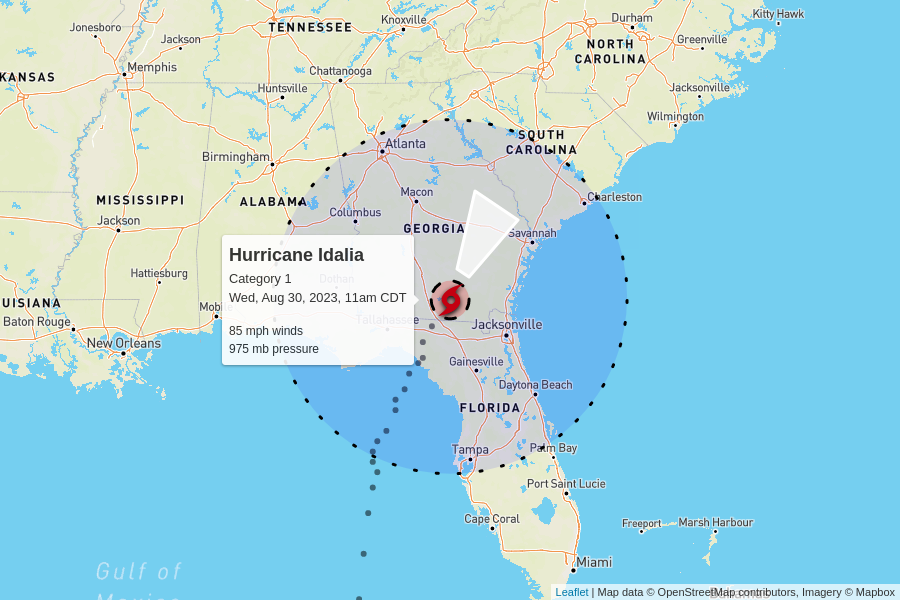 Kitty Hawk
Knoxville
Durham
Jonesboro
TENNESSEE
Jackson
Greenville
NORTH
CAROLINA
Memphis
Chattanooga
KANSAS
Huntsville
Jacksonville
Wilmington
SOUTH
CAROLINA
Atlanta
Birmingham
Macon
Charleston
MISSISSIPPI
ALABAMA
Jackson
Columbus
GEORGIA
Savannah
Hurricane Idalia
Category 1
Wed, Aug 30, 2023, 11am CDT
85 mph winds
975 mb pressure
Hattiesburg
Dothan
UISIANA
Mobile
Tallahassee
Baton Rouge
Jacksonville
New Orleans
Gainesville
Daytona Beach
FLORIDA
Tampa
Palm Bay
Port Saint Lucie
Cape Coral
Freeport
Marsh Harbour
Miami
Gulf of
Mexico
Bahamas
Leaflet | Map data © OpenStreetMap contributors, Imagery © Mapbox